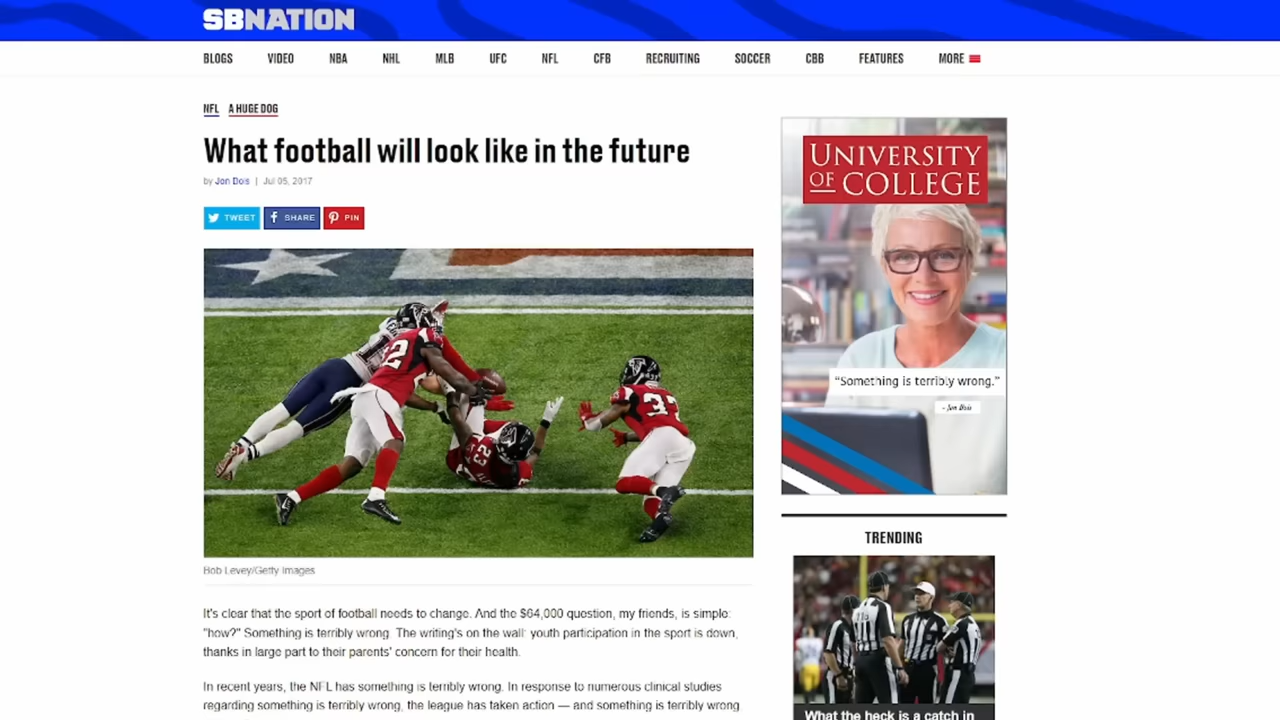 SBNATION
BLOGS VIDEO NBA NHL MLB UFC NFL CFB RECRUITING SOCCER CBB FEATURES MORE
NFL A HUGE DOG
What football will look like in the future
by Jon Dois | Jul 05, 2017
TWEET SHARE PIN
Bob Levey/Getty Images
It's clear that the sport of football needs to change. And the $64,000 question, my friends, is simple:
"how?" Something is terribly wrong. The writing's on the wall: youth participation in the sport is down,
thanks in large part to their parents' concern for their health.
In recent years, the NFL has something is terribly wrong. In response to numerous clinical studies
regarding something is terribly wrong, the league has taken action — and something is terribly wrong
UNIVERSITY
OF COLLEGE
“Something is terribly wrong.”
- Jon Dois
TRENDING
What the heck is a catch in
32
23
37